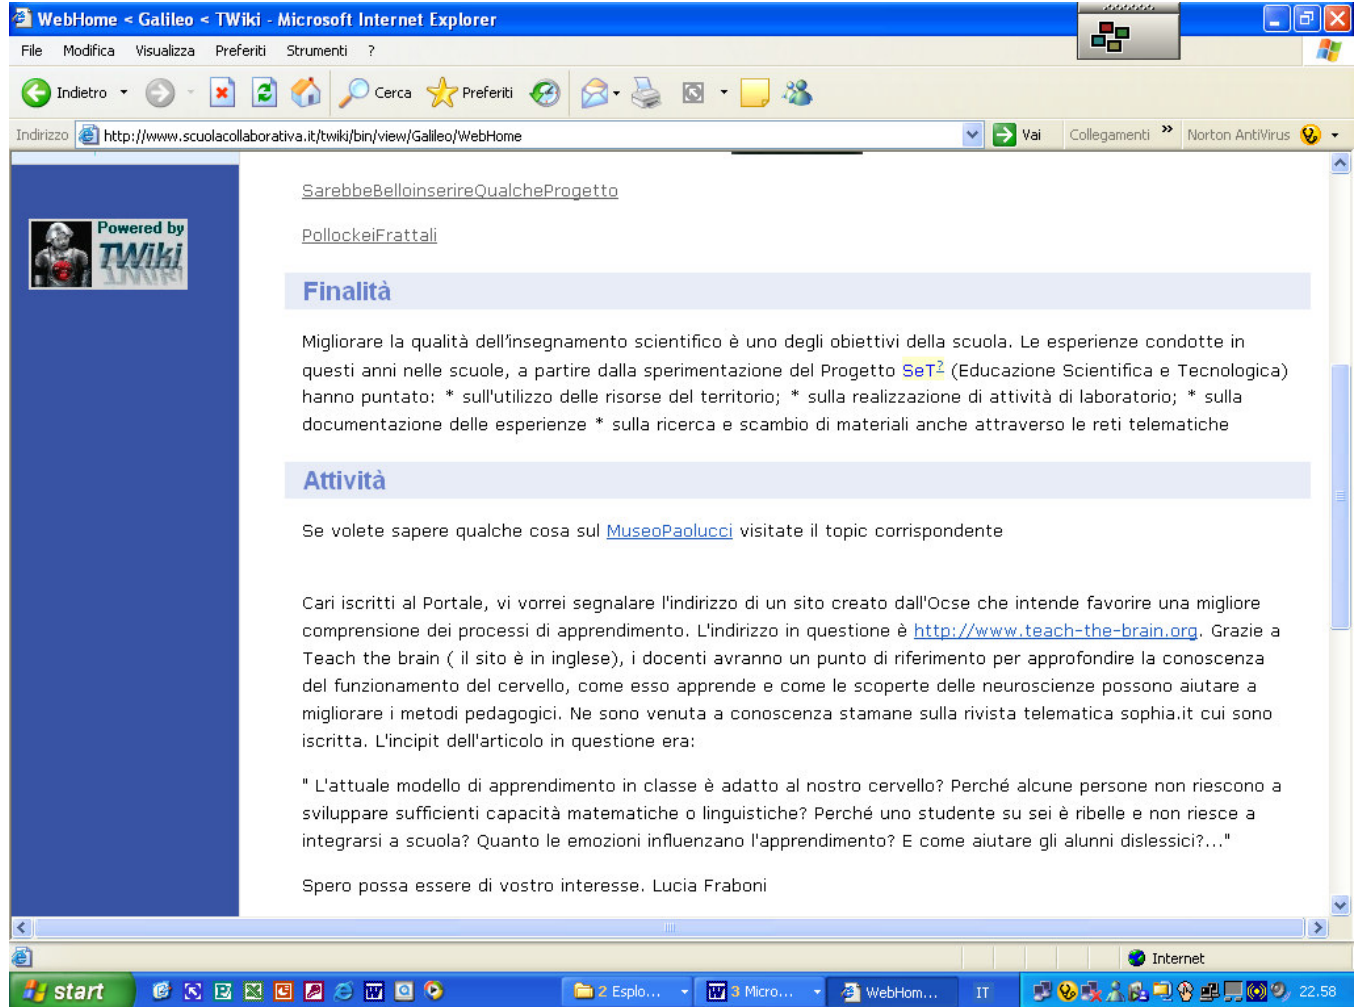 WebHome < Galileo < TWiki - Microsoft Internet Explorer
File Modifica Visualizza Preferiti Strumenti ?
Indietro Cerca Preferiti
Indirizzo http://www.scuolacollaborativa.it/twiki/bin/view/Galileo/WebHome Vai Collegamenti » Norton AntiVirus
SarebbeBelloinserireQualcheProgetto
Powered by
TWiki
PollockeiFrattali
Finalità
Migliorare la qualità dell'insegnamento scientifico è uno degli obiettivi della scuola. Le esperienze condotte in
questi anni nelle scuole, a partire dalla sperimentazione del Progetto SeT? (Educazione Scientifica e Tecnologica)
hanno puntato: * sull'utilizzo delle risorse del territorio; * sulla realizzazione di attività di laboratorio; * sulla
documentazione delle esperienze * sulla ricerca e scambio di materiali anche attraverso le reti telematiche
Attività
Se volete sapere qualche cosa sul MuseoPaolucci visitate il topic corrispondente
Cari iscritti al Portale, vi vorrei segnalare l'indirizzo di un sito creato dall'Ocse che intende favorire una migliore
comprensione dei processi di apprendimento. L'indirizzo in questione è http://www.teach-the-brain.org. Grazie a
Teach the brain ( il sito è in inglese), i docenti avranno un punto di riferimento per approfondire la conoscenza
del funzionamento del cervello, come esso apprende e come le scoperte delle neuroscienze possono aiutare a
migliorare i metodi pedagogici. Ne sono venuta a conoscenza stamane sulla rivista telematica sophia.it cui sono
iscritta. L'incipit dell'articolo in questione era:
" L'attuale modello di apprendimento in classe è adatto al nostro cervello? Perché alcune persone non riescono a
sviluppare sufficienti capacità matematiche o linguistiche? Perché uno studente su sei è ribelle e non riesce a
integrarsi a scuola? Quanto le emozioni influenzano l'apprendimento? E come aiutare gli alunni dislessici?..."
Spero possa essere di vostro interesse. Lucia Fraboni
Internet
start 2 Esplo... 3 Micro... WebHom... IT 22.58